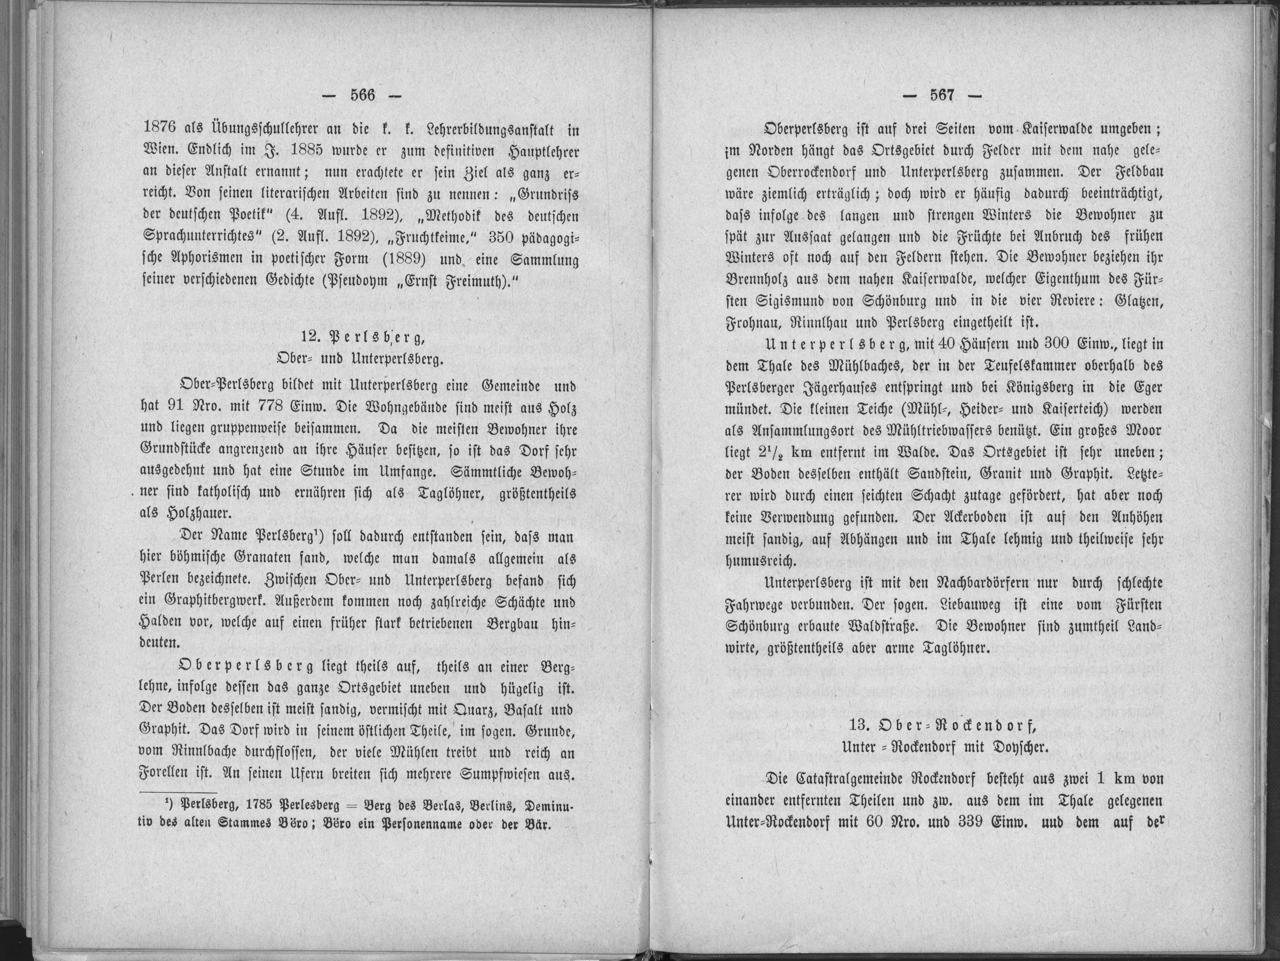 — 566 —
1876 als Übungsschullehrer an die k. k. Lehrerbildungsanstalt in
Wien. Endlich im J. 1885 wurde er zum definitiven Hauptlehrer
an dieser Anstalt ernannt; nun erachtete er sein Ziel als ganz er-
reicht. Von seinen literarischen Arbeiten sind zu nennen: „Grundriss
der deutschen Poetik“ (4. Aufl. 1892), „Methodik des deutschen
Sprachunterrichtes“ (2. Aufl. 1892), „Fruchtkeime,“ 350 pädagogi-
sche Aphorismen in poetischer Form (1889) und eine Sammlung
seiner verschiedenen Gedichte (Pseudoym „Ernst Freimuth).“
12. Perlsberg,
Ober- und Unterperlsberg.
Ober-Perlsberg bildet mit Unterperlsberg eine Gemeinde und
hat 91 Nro. mit 778 Einw. Die Wohngebäude sind meist aus Holz
und liegen gruppenweise beisammen. Da die meisten Bewohner ihre
Grundstücke angrenzend an ihre Häuser besitzen, so ist das Dorf sehr
ausgedehnt und hat eine Stunde im Umfange. Sämmtliche Bewoh-
ner sind katholisch und ernähren sich als Taglöhner, größtentheils
als Holzhauer.
Der Name Perlsberg¹) soll dadurch entstanden sein, dass man
hier böhmische Granaten fand, welche man damals allgemein als
Perlen bezeichnete. Zwischen Ober- und Unterperlsberg befand sich
ein Graphitbergwerk. Außerdem kommen noch zahlreiche Schächte und
Halden vor, welche auf einen früher stark betriebenen Bergbau hin-
deuten.
Oberperlsberg liegt theils auf, theils an einer Berg-
lehne, infolge dessen das ganze Ortsgebiet uneben und hügelig ist.
Der Boden desselben ist meist sandig, vermischt mit Quarz, Basalt und
Graphit. Das Dorf wird in seinem östlichen Theile, im sogen. Grunde,
vom Rinnlbache durchflossen, der viele Mühlen treibt und reich an
Forellen ist. An seinen Ufern breiten sich mehrere Sumpfwiesen aus.
¹) Perlsberg, 1785 Perlesberg = Berg des Berlas, Berlins, Deminu-
tiv des alten Stammes Böro; Böro ein Personenname oder der Bär.
— 567 —
Oberperlsberg ist auf drei Seiten vom Kaiserwalde umgeben;
im Norden hängt das Ortsgebiet durch Felder mit dem nahe gele-
genen Oberrockendorf und Unterperlsberg zusammen. Der Feldbau
wäre ziemlich erträglich; doch wird er häufig dadurch beeinträchtigt,
dass infolge des langen und strengen Winters die Bewohner zu
spät zur Aussaat gelangen und die Früchte bei Anbruch des frühen
Winters oft noch auf den Feldern stehen. Die Bewohner beziehen ihr
Brennholz aus dem nahen Kaiserwalde, welcher Eigenthum des Für-
sten Sigismund von Schönburg und in die vier Reviere: Glatzen,
Frohnau, Rinnlhau und Perlsberg eingetheilt ist.
Unterperlsberg, mit 40 Häusern und 300 Einw., liegt in
dem Thale des Mühlbaches, der in der Teufelskammer oberhalb des
Perlsberger Jägerhauses entspringt und bei Königsberg in die Eger
mündet. Die kleinen Teiche (Mühl-, Heider- und Kaiserteich) werden
als Ansammlungsort des Mühltriebwassers benützt. Ein großes Moor
liegt 2¹/₂ km entfernt im Walde. Das Ortsgebiet ist sehr uneben;
der Boden desselben enthält Sandstein, Granit und Graphit. Letzte-
rer wird durch einen seichten Schacht zutage gefördert, hat aber noch
keine Verwendung gefunden. Der Ackerboden ist auf den Anhöhen
meist sandig, auf Abhängen und im Thale lehmig und theilweise sehr
humusreich.
Unterperlsberg ist mit den Nachbardörfern nur durch schlechte
Fahrwege verbunden. Der sogen. Liebauweg ist eine vom Fürsten
Schönburg erbaute Waldstraße. Die Bewohner sind zumtheil Land-
wirte, größtentheils aber arme Taglöhner.
13. Ober-Rockendorf,
Unter-Rockendorf mit Doyscher.
Die Catastralgemeinde Rockendorf besteht aus zwei 1 km von
einander entfernten Theilen und zw. aus dem im Thale gelegenen
Unter-Rockendorf mit 60 Nro. und 339 Einw. uud dem auf der